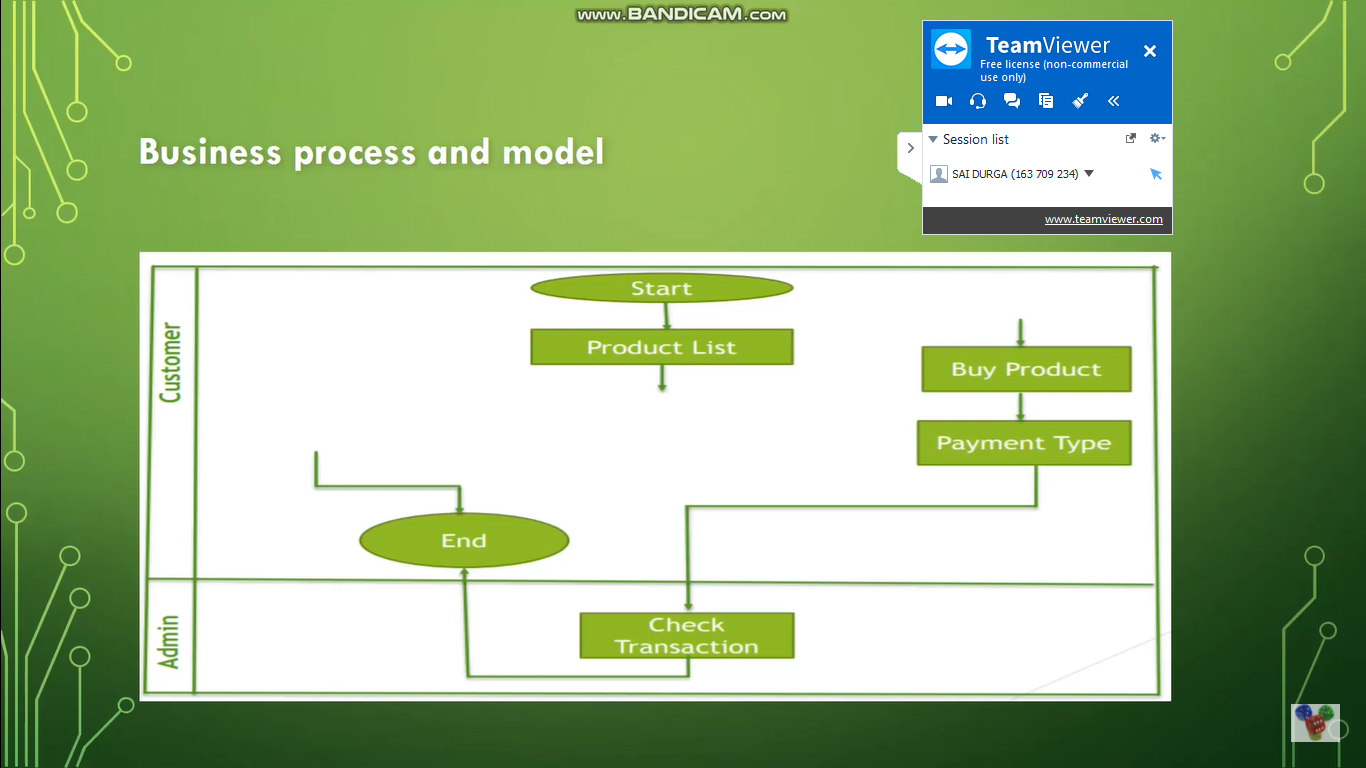 www.BANDICAM.com
TeamViewer
Free license (non-commercial
use only)
Session list
SAI DURGA (163 709 234)
www.teamviewer.com
Business process and model
Customer
Start
Product List
Buy Product
Payment Type
End
Admin
Check
Transaction